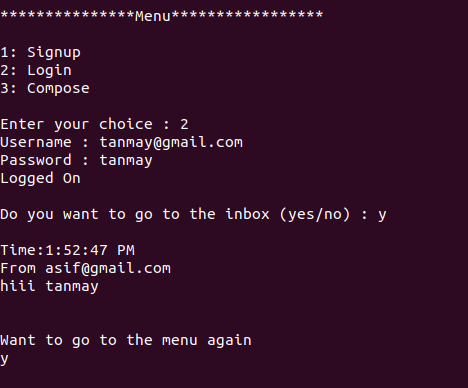 ***************Menu*****************
1: Signup
2: Login
3: Compose
Enter your choice : 2
Username : tanmay@gmail.com
Password : tanmay
Logged On
Do you want to go to the inbox (yes/no) : y
Time:1:52:47 PM
From asif@gmail.com
hiii tanmay
Want to go to the menu again
y